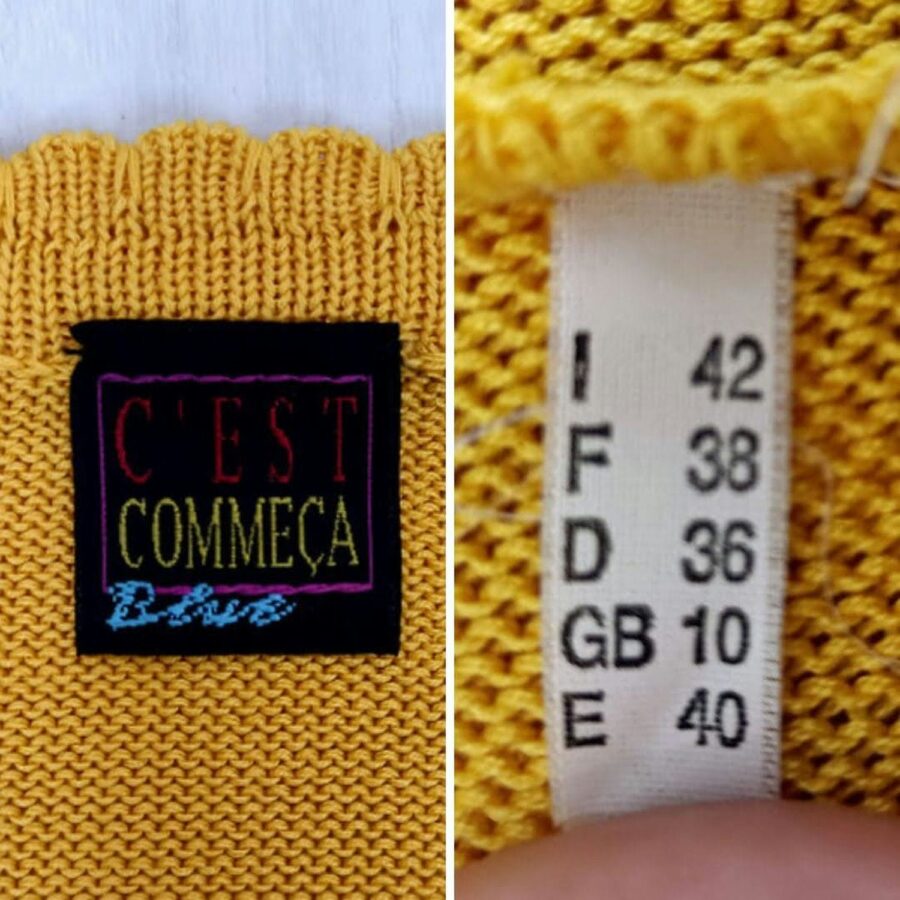 C'EST
COMMEÇA
Blue
I 42
F 38
D 36
GB 10
E 40